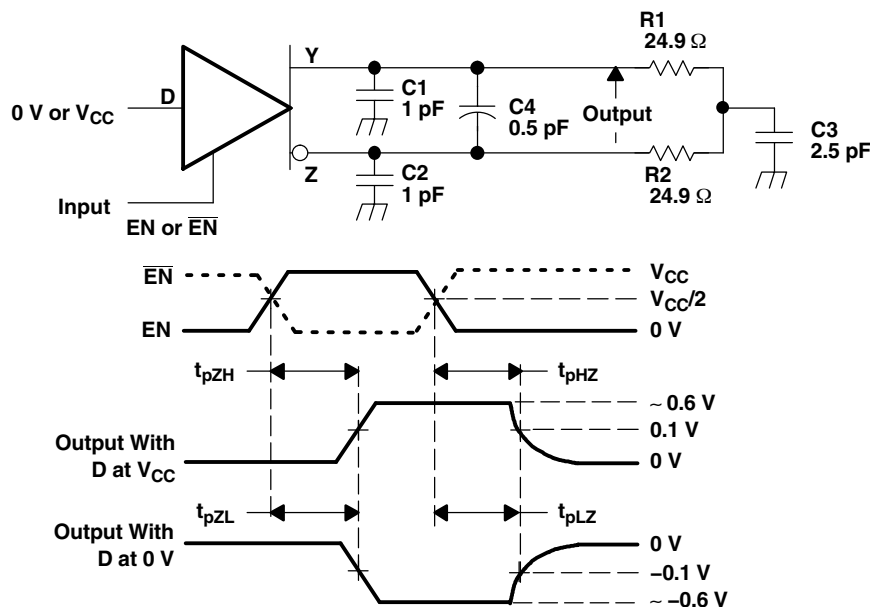 R1
24.9 Ω
Y
D
C1
1 pF
C4
0.5 pF
Output
C3
2.5 pF
0 V or VCC
Z
C2
1 pF
R2
24.9 Ω
Input
EN or E̅N̅
E̅N̅
VCC
VCC/2
EN
0 V
tpZH
tpHZ
~ 0.6 V
0.1 V
Output With
D at VCC
0 V
tpZL
tpLZ
Output With
D at 0 V
0 V
−0.1 V
~ −0.6 V